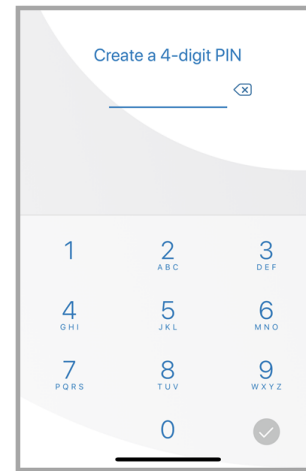 Create a 4-digit PIN
1 2 3
ABC DEF
4 5 6
GHI JKL MNO
7 8 9
PQRS TUV WXYZ
0